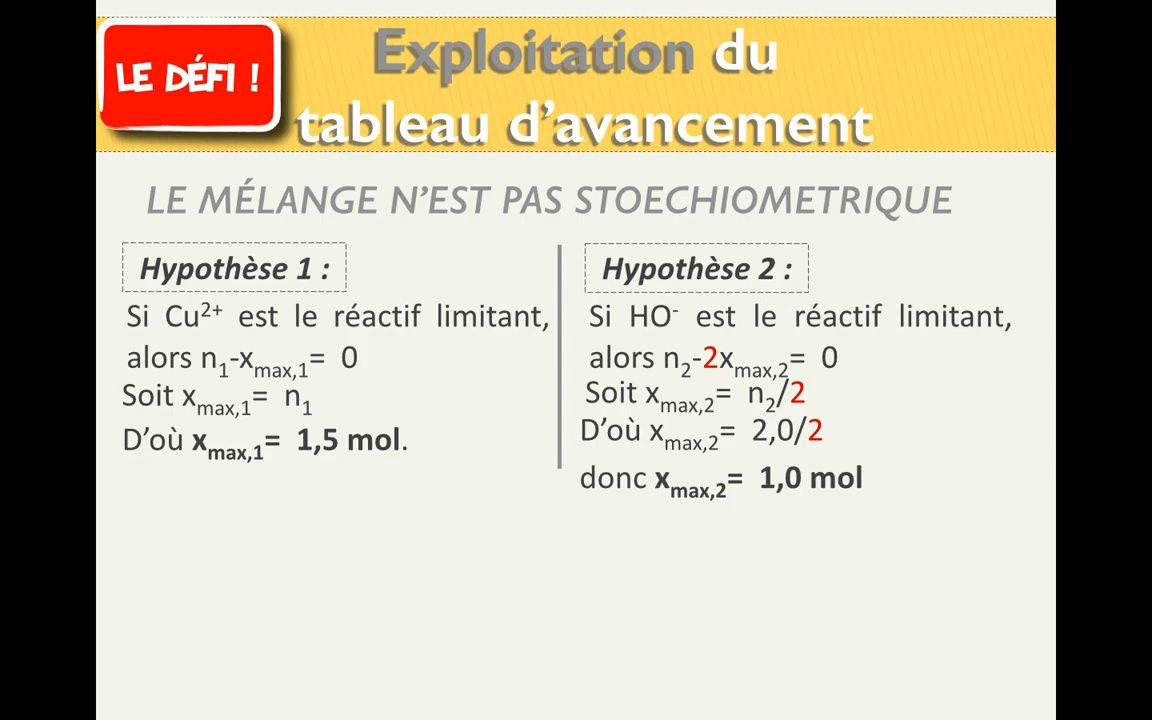 LE DÉFI !
Exploitation du
tableau d’avancement
LE MÉLANGE N’EST PAS STOECHIOMETRIQUE
Hypothèse 1 :
Si Cu²⁺ est le réactif limitant,
alors n₁-xₘₐₓ,₁= 0
Soit xₘₐₓ,₁= n₁
D’où xₘₐₓ,₁= 1,5 mol.
Hypothèse 2 :
Si HO⁻ est le réactif limitant,
alors n₂-2xₘₐₓ,₂= 0
Soit xₘₐₓ,₂= n₂/2
D’où xₘₐₓ,₂= 2,0/2
donc xₘₐₓ,₂= 1,0 mol